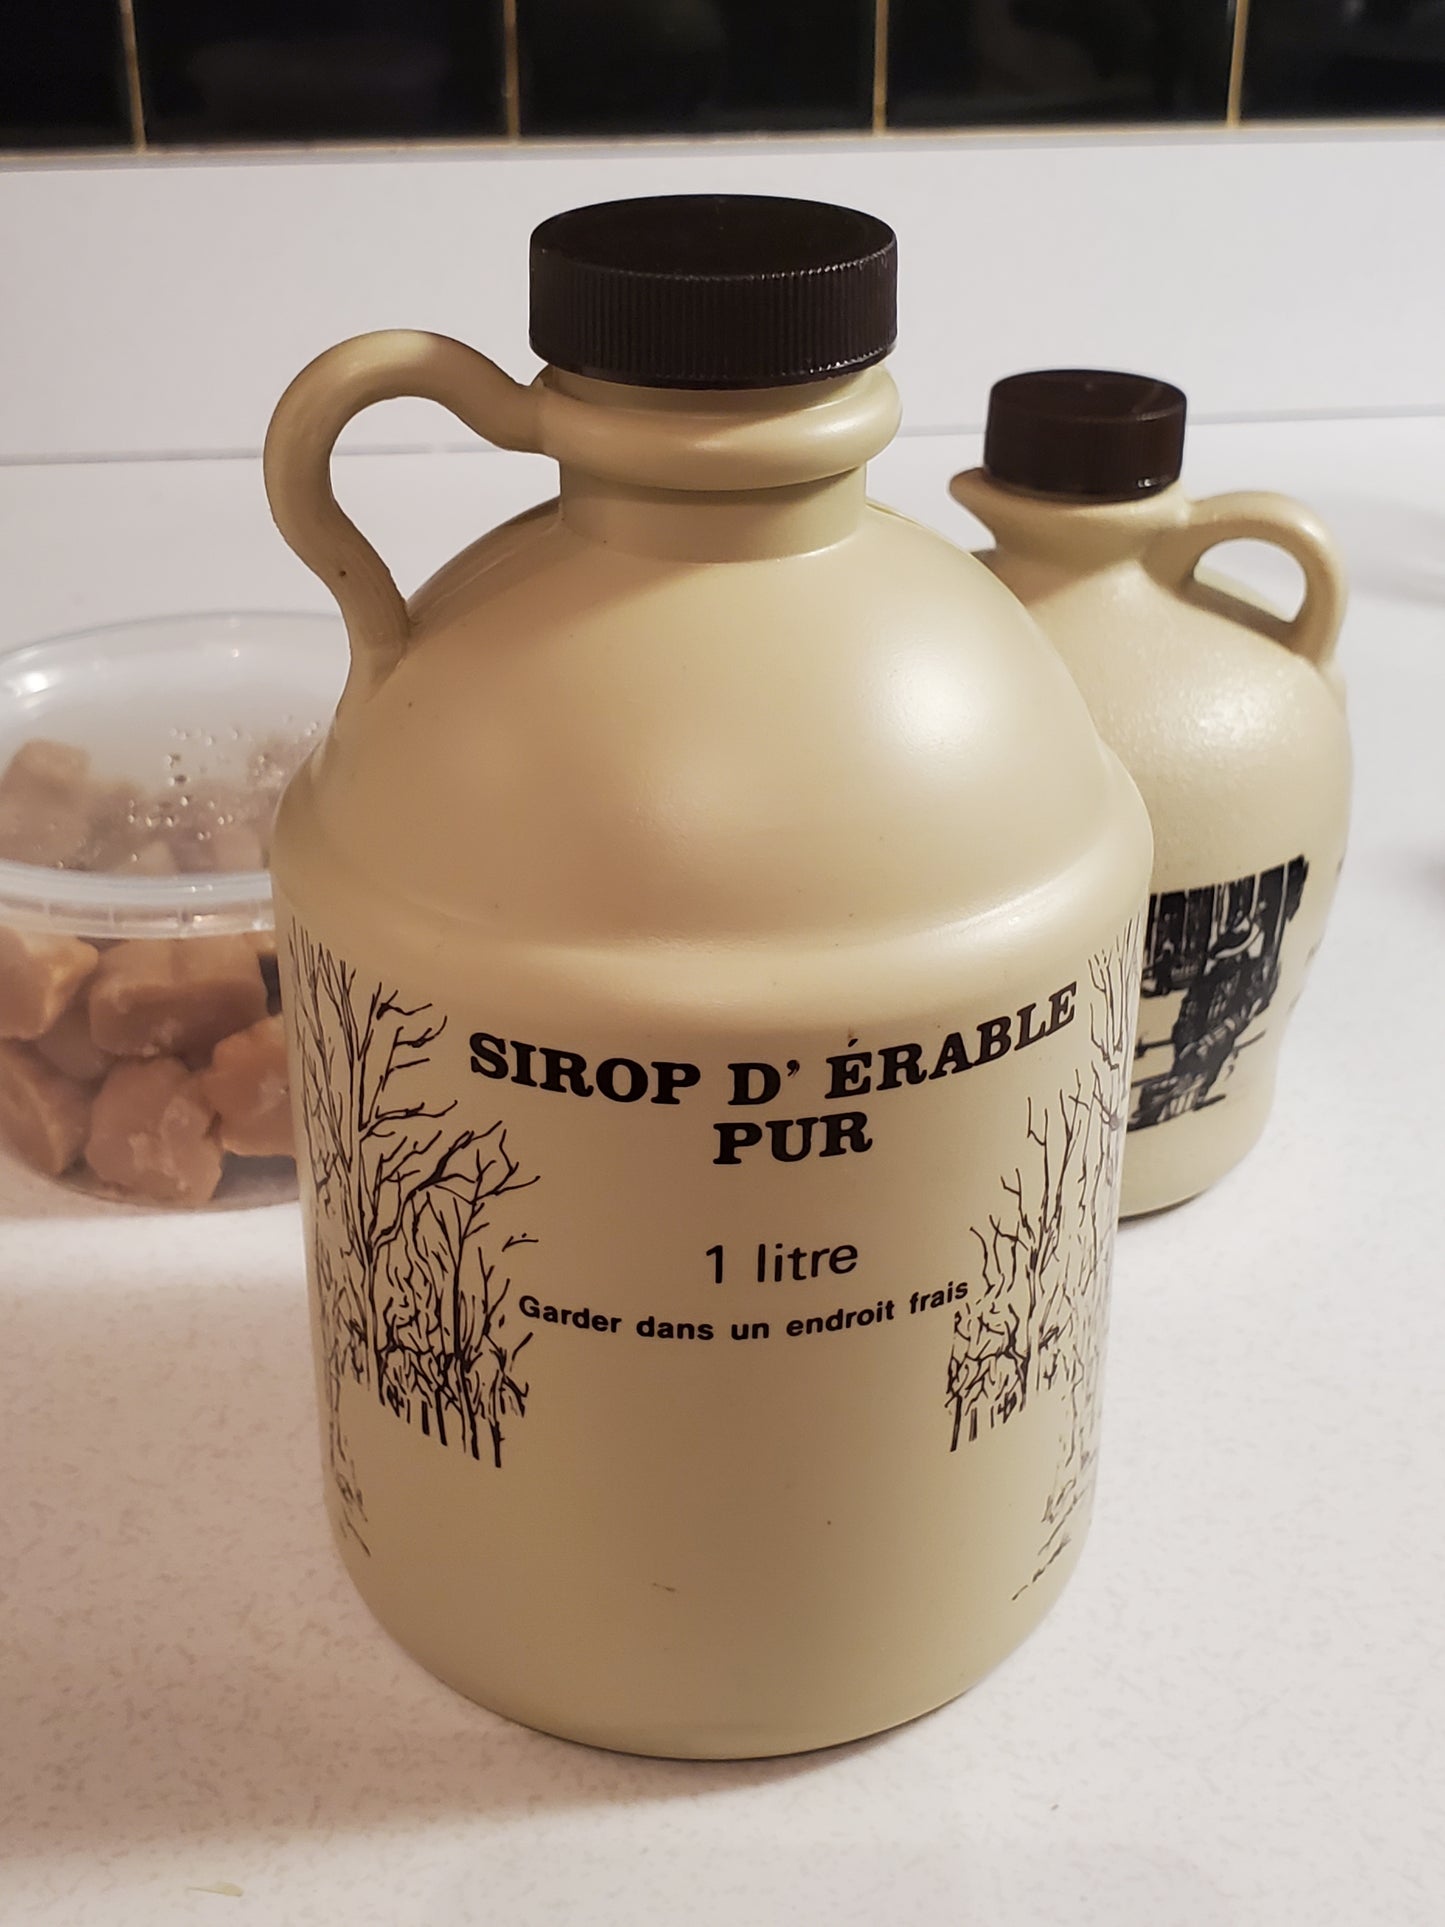 SIROP D' ÉRABLE
PUR
1 litre
Garder dans un endroit frais